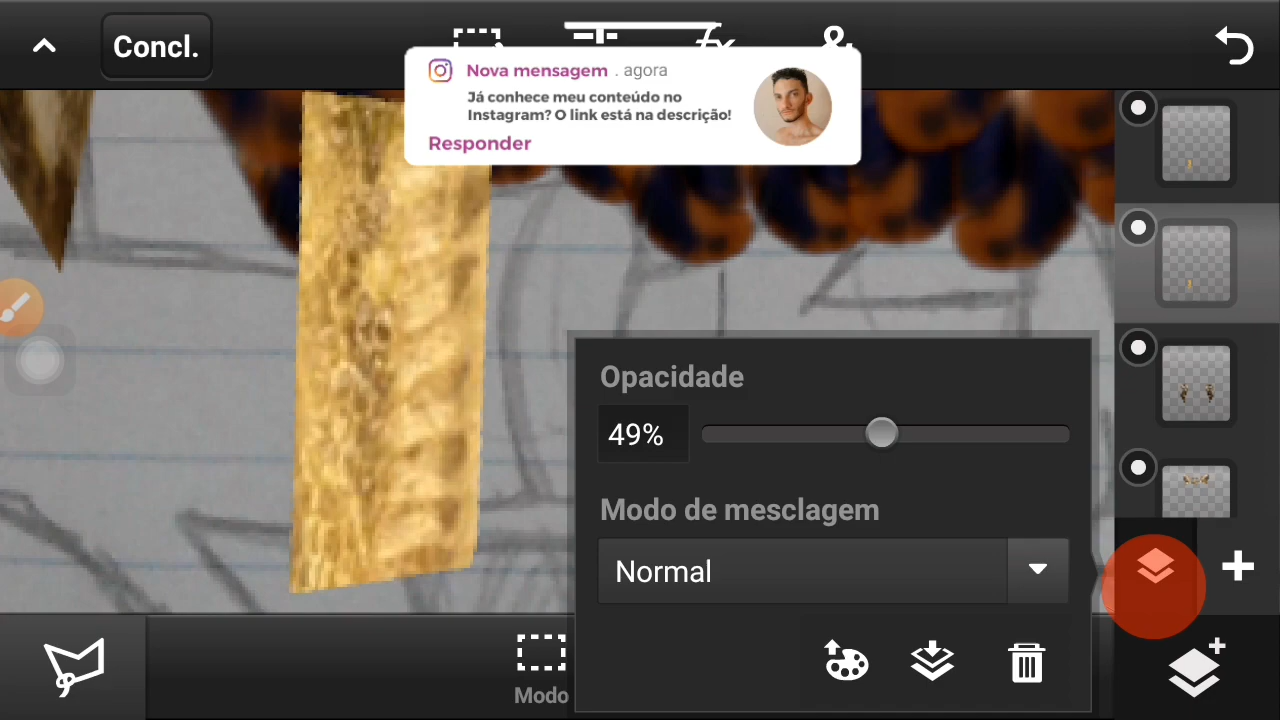 Concl.
fx
&
Nova mensagem . agora
Já conhece meu conteúdo no
Instagram? O link está na descrição!
Responder
Opacidade
49%
Modo de mesclagem
Normal
Modo